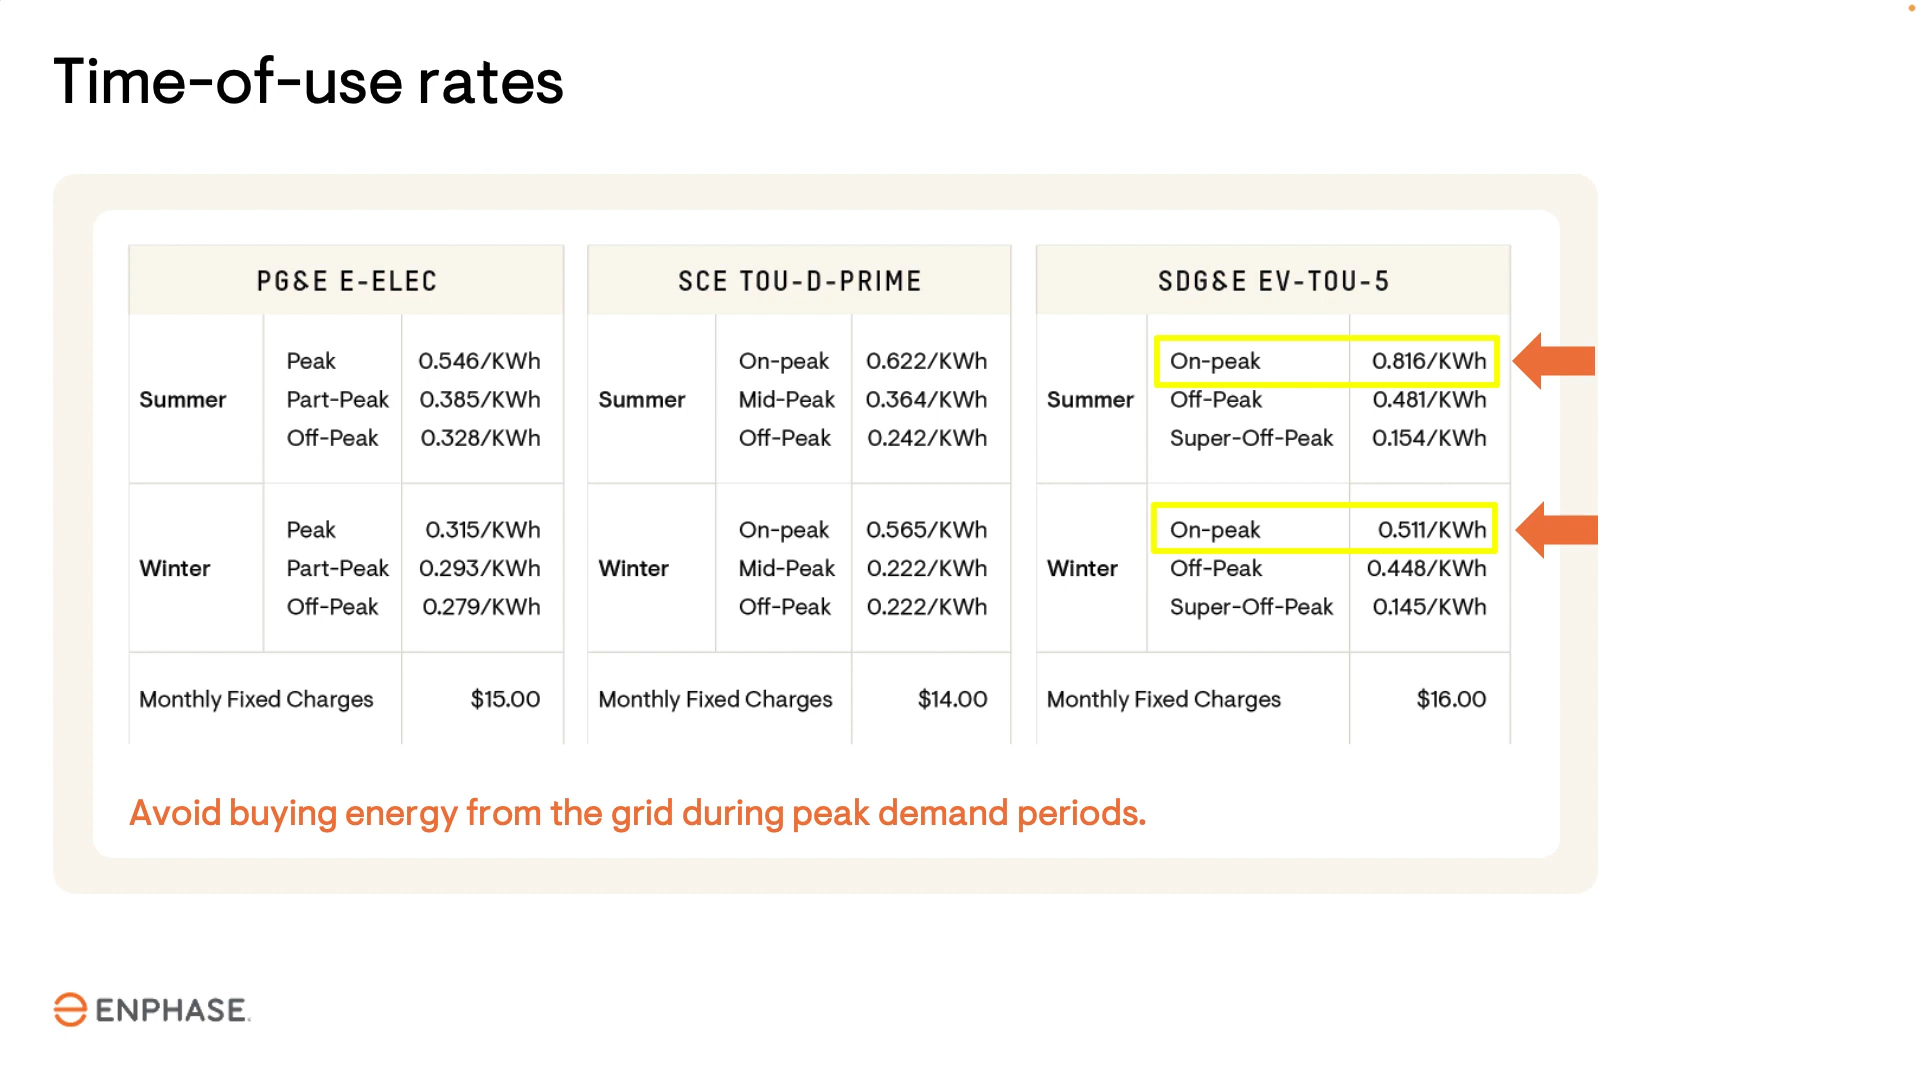 Time-of-use rates
PG&E E-ELEC
Summer
Peak 0.546/KWh
Part-Peak 0.385/KWh
Off-Peak 0.328/KWh
Winter
Peak 0.315/KWh
Part-Peak 0.293/KWh
Off-Peak 0.279/KWh
Monthly Fixed Charges $15.00
SCE TOU-D-PRIME
Summer
On-peak 0.622/KWh
Mid-Peak 0.364/KWh
Off-Peak 0.242/KWh
Winter
On-peak 0.565/KWh
Mid-Peak 0.222/KWh
Off-Peak 0.222/KWh
Monthly Fixed Charges $14.00
SDG&E EV-TOU-5
Summer
On-peak 0.816/KWh
Off-Peak 0.481/KWh
Super-Off-Peak 0.154/KWh
Winter
On-peak 0.511/KWh
Off-Peak 0.448/KWh
Super-Off-Peak 0.145/KWh
Monthly Fixed Charges $16.00
Avoid buying energy from the grid during peak demand periods.
ENPHASE.